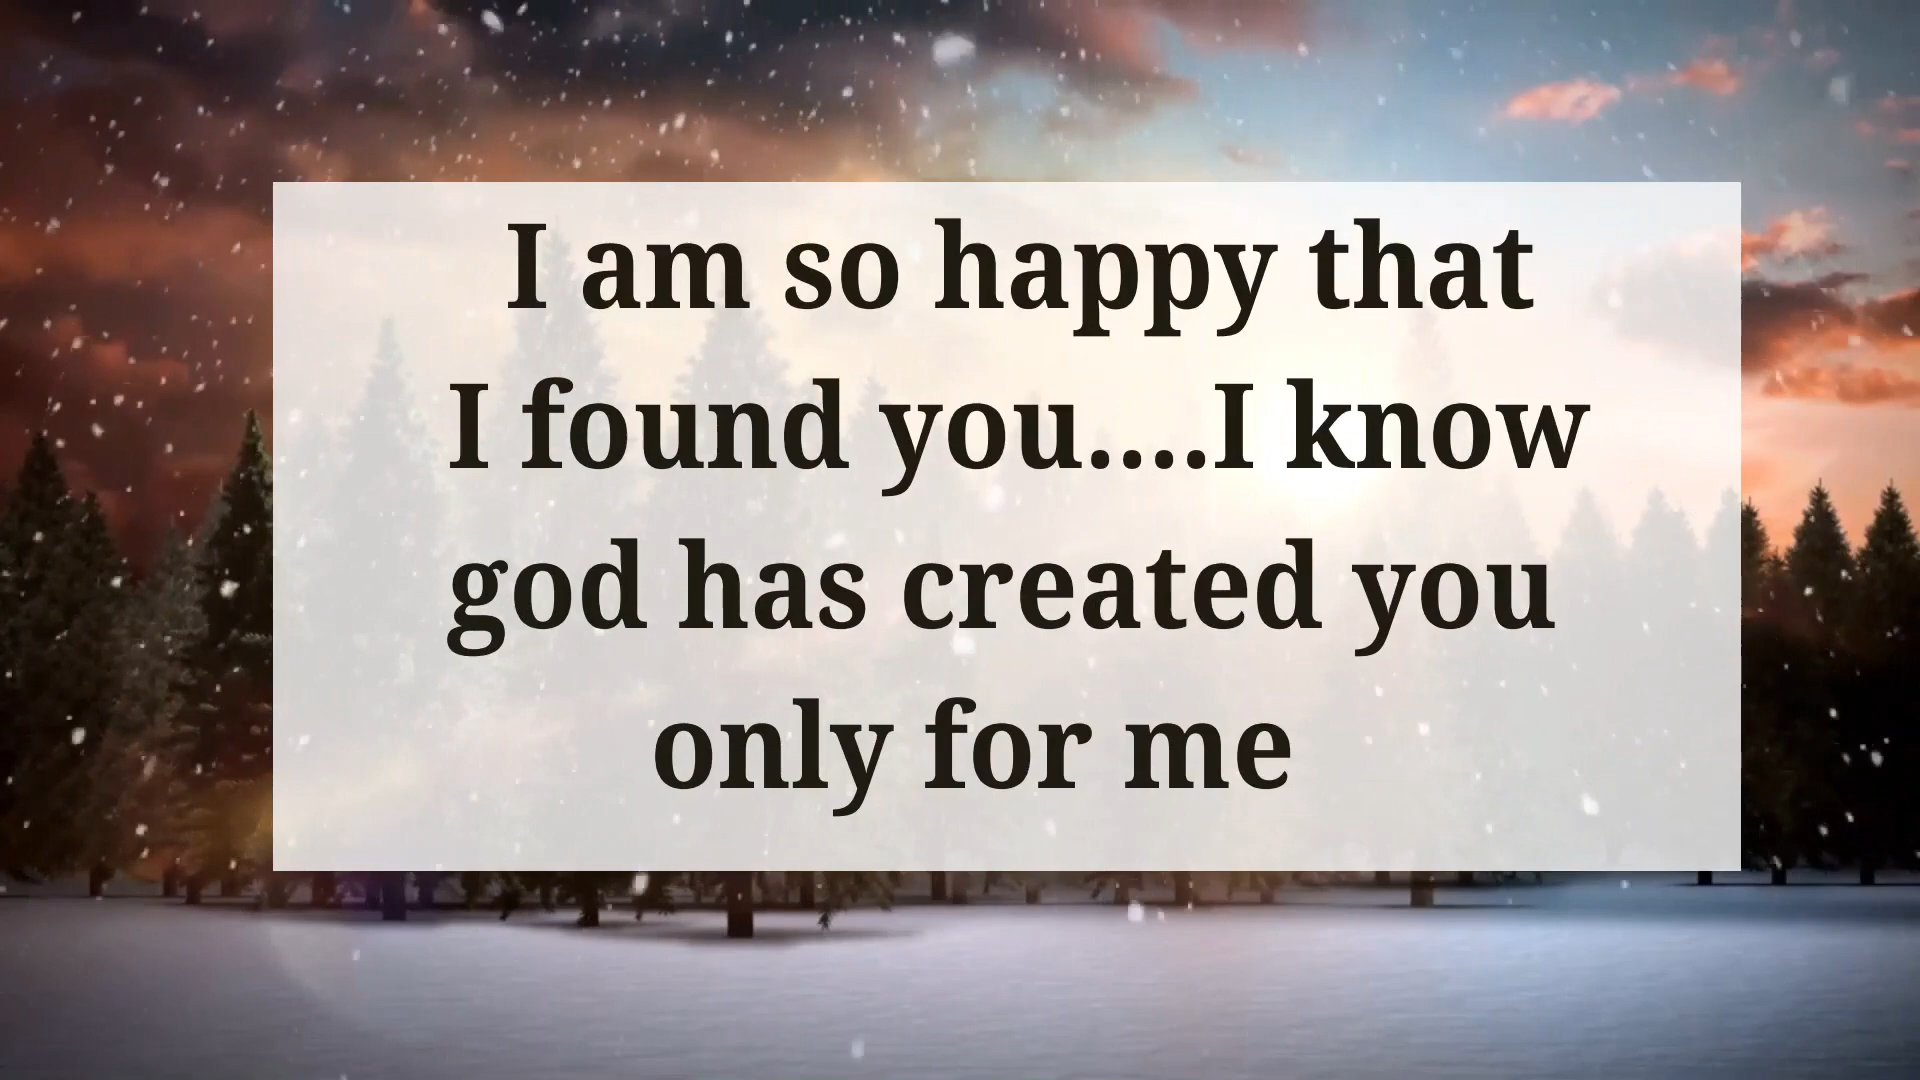 I am so happy that
I found you....I know
god has created you
only for me